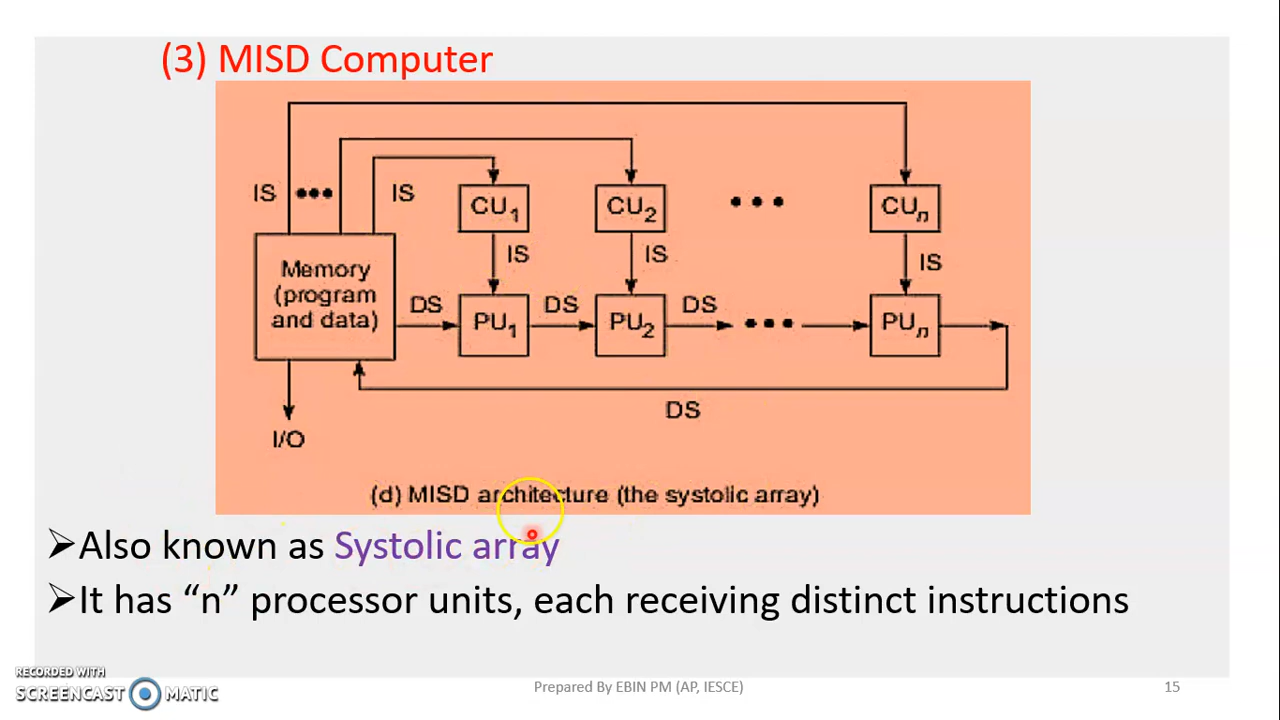 (3) MISD Computer
IS ••• IS CU1 CU2 • • • CUn
IS IS IS
Memory
(program
and data)
DS PU1 DS PU2 DS • • • PUn
DS
I/O
(d) MISD architecture (the systolic array)
➢Also known as Systolic array
➢It has “n” processor units, each receiving distinct instructions
RECORDED WITH
SCREENCAST MATIC
Prepared By EBIN PM (AP, IESCE)
15